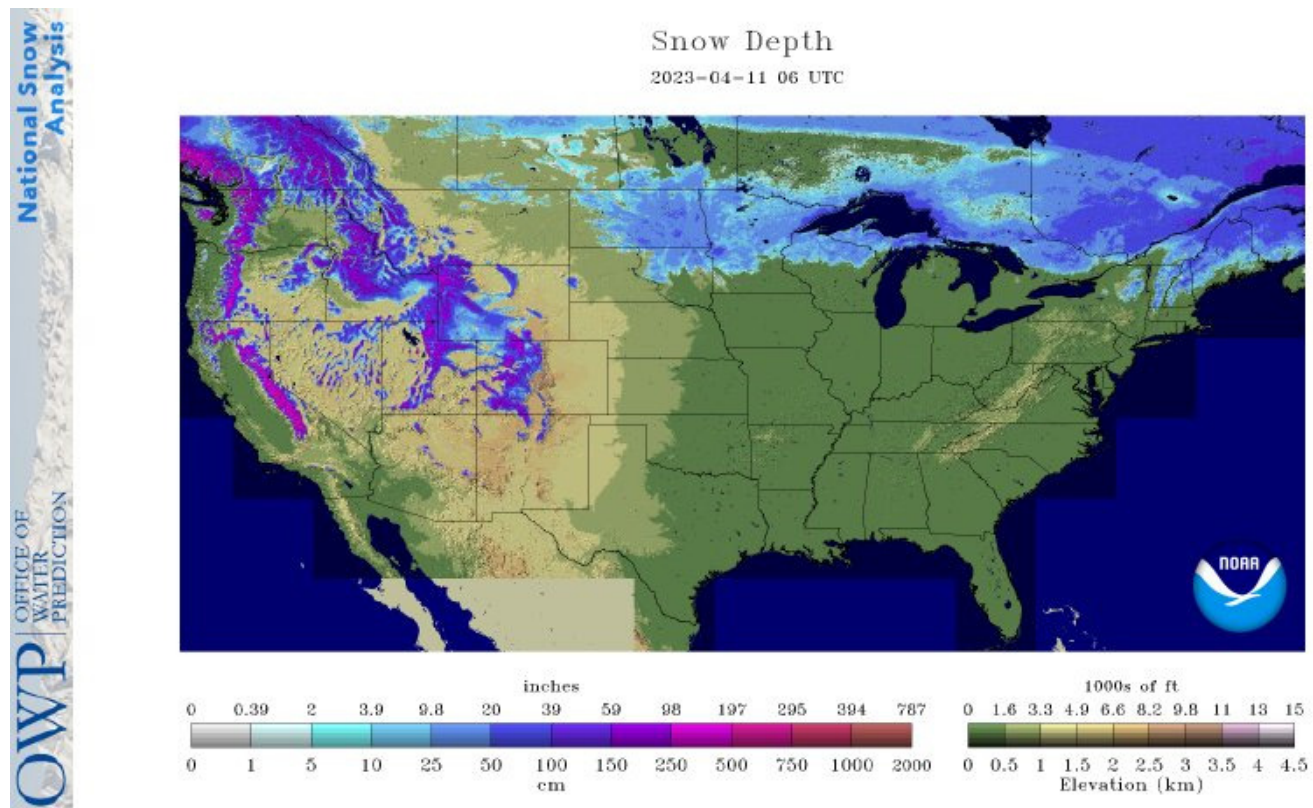 National Snow
Analysis
OWP
OFFICE OF
WATER
PREDICTION
Snow Depth
2023-04-11 06 UTC
NOAA
inches
0 0.39 2 3.9 9.8 20 39 59 98 197 295 394 787
0 1 5 10 25 50 100 150 250 500 750 1000 2000
cm
1000s of ft
0 1.6 3.3 4.9 6.6 8.2 9.8 11 13 15
0 0.5 1 1.5 2 2.5 3 3.5 4 4.5
Elevation (km)